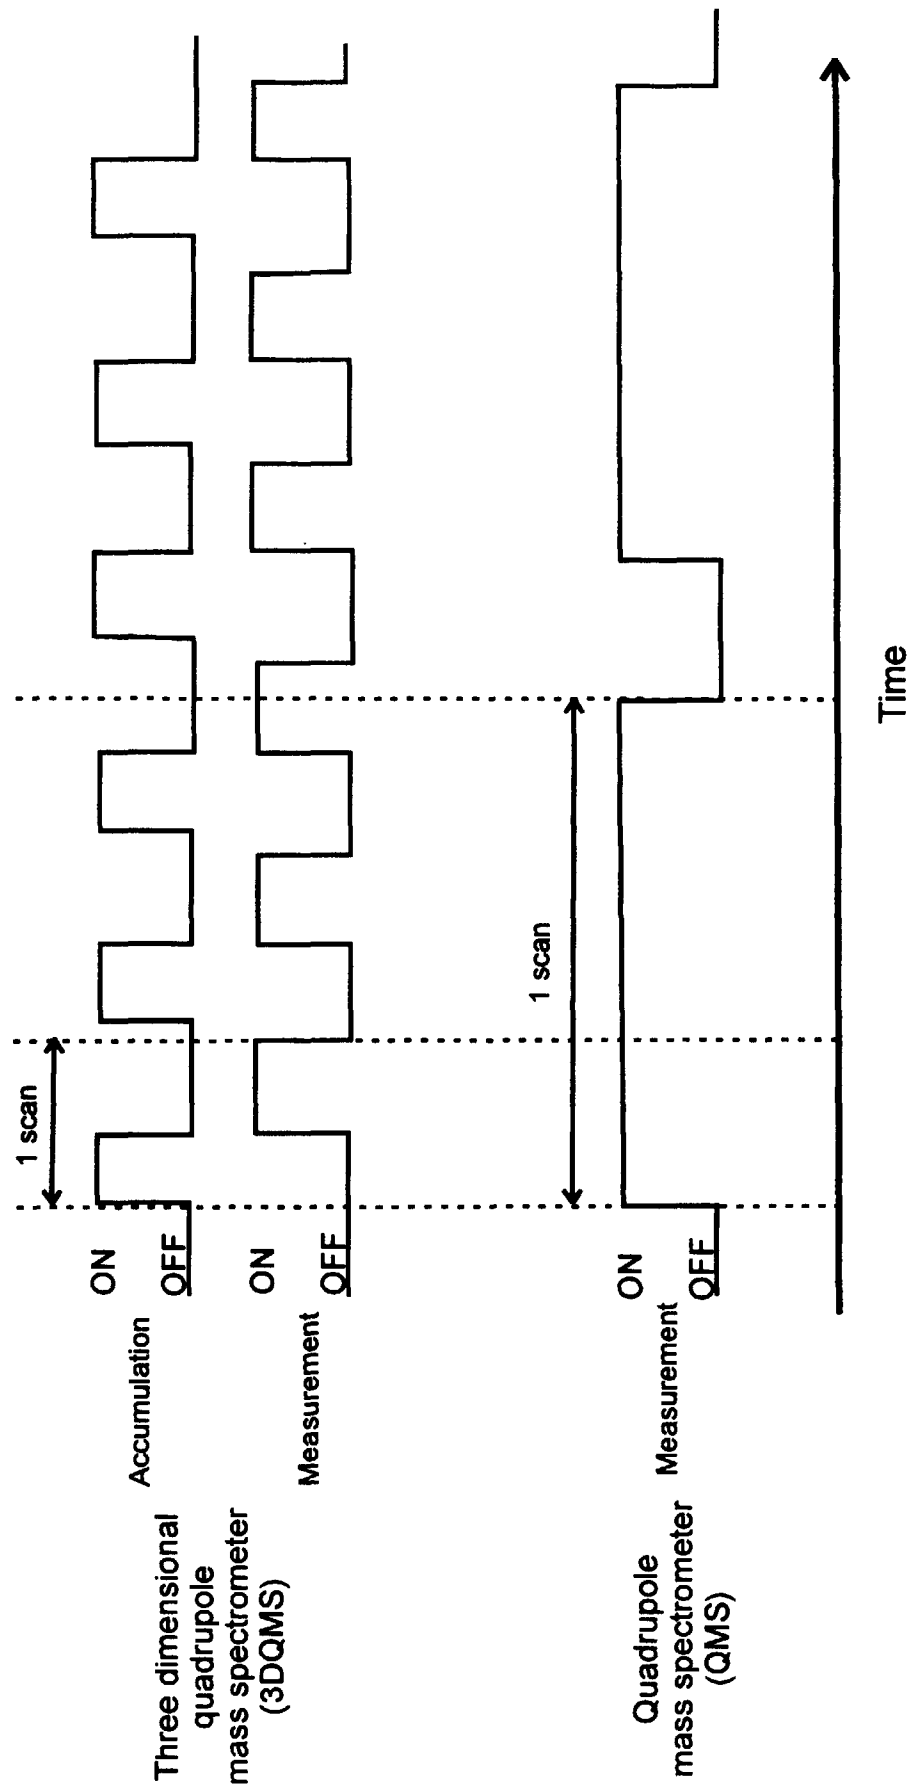 1 scan
Three dimensional
quadrupole
mass spectrometer
(3DQMS)
Accumulation
ON
OFF
Measurement
ON
OFF
1 scan
Quadrupole
mass spectrometer
(QMS)
Measurement
ON
OFF
Time